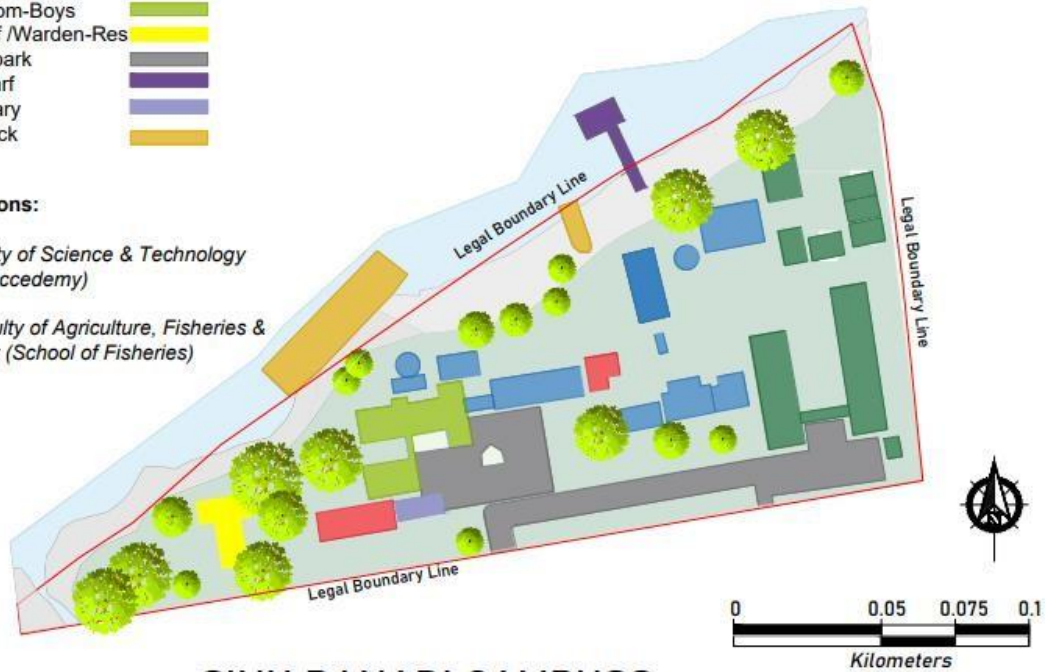 om-Boys
f /Warden-Res
park
arf
ary
ck
ons:
ty of Science & Technology
ccedemy)
ulty of Agriculture, Fisheries &
(School of Fisheries)
Legal Boundary Line
Legal Boundary Line
Legal Boundary Line
N
0 0.05 0.075 0.1
Kilometers